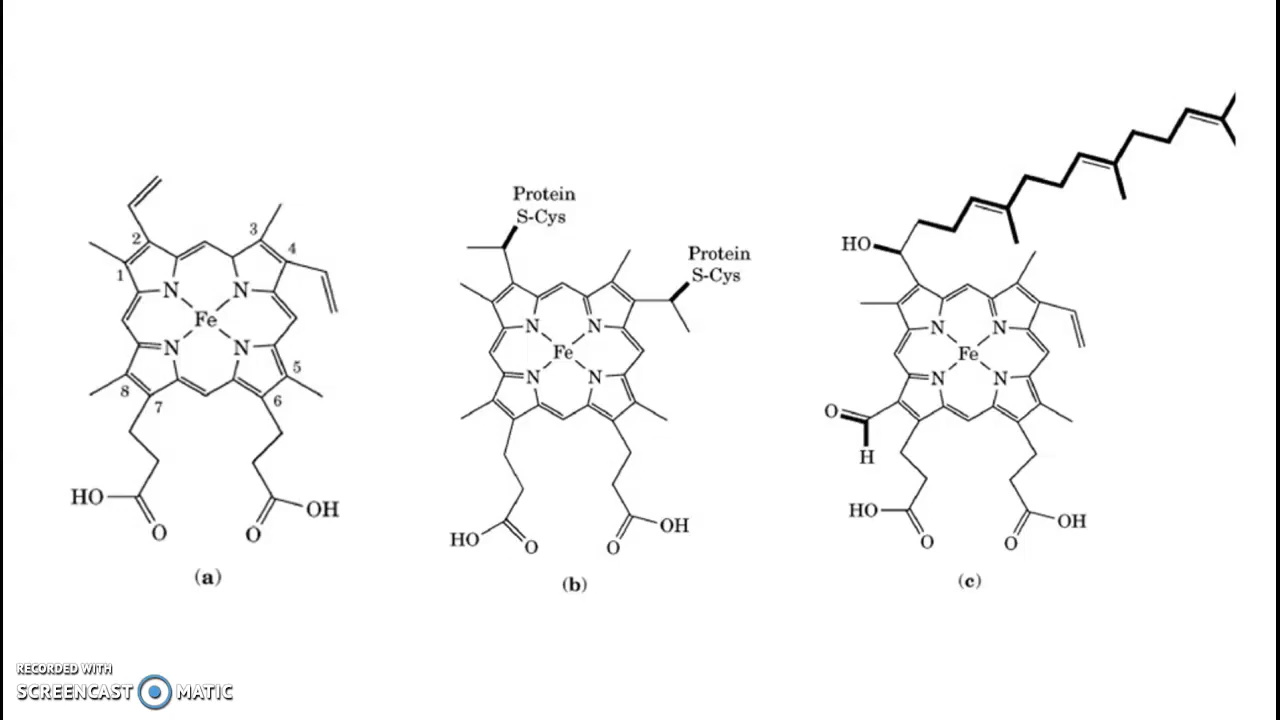 2
3
4
1
N
N
Fe
N
N
5
8
7
6
HO
O
O
OH
(a)
Protein
S-Cys
Protein
S-Cys
N
N
Fe
N
N
HO
O
O
OH
(b)
HO
N
N
Fe
N
N
O
H
HO
O
O
OH
(c)
RECORDED WITH
SCREENCAST MATIC